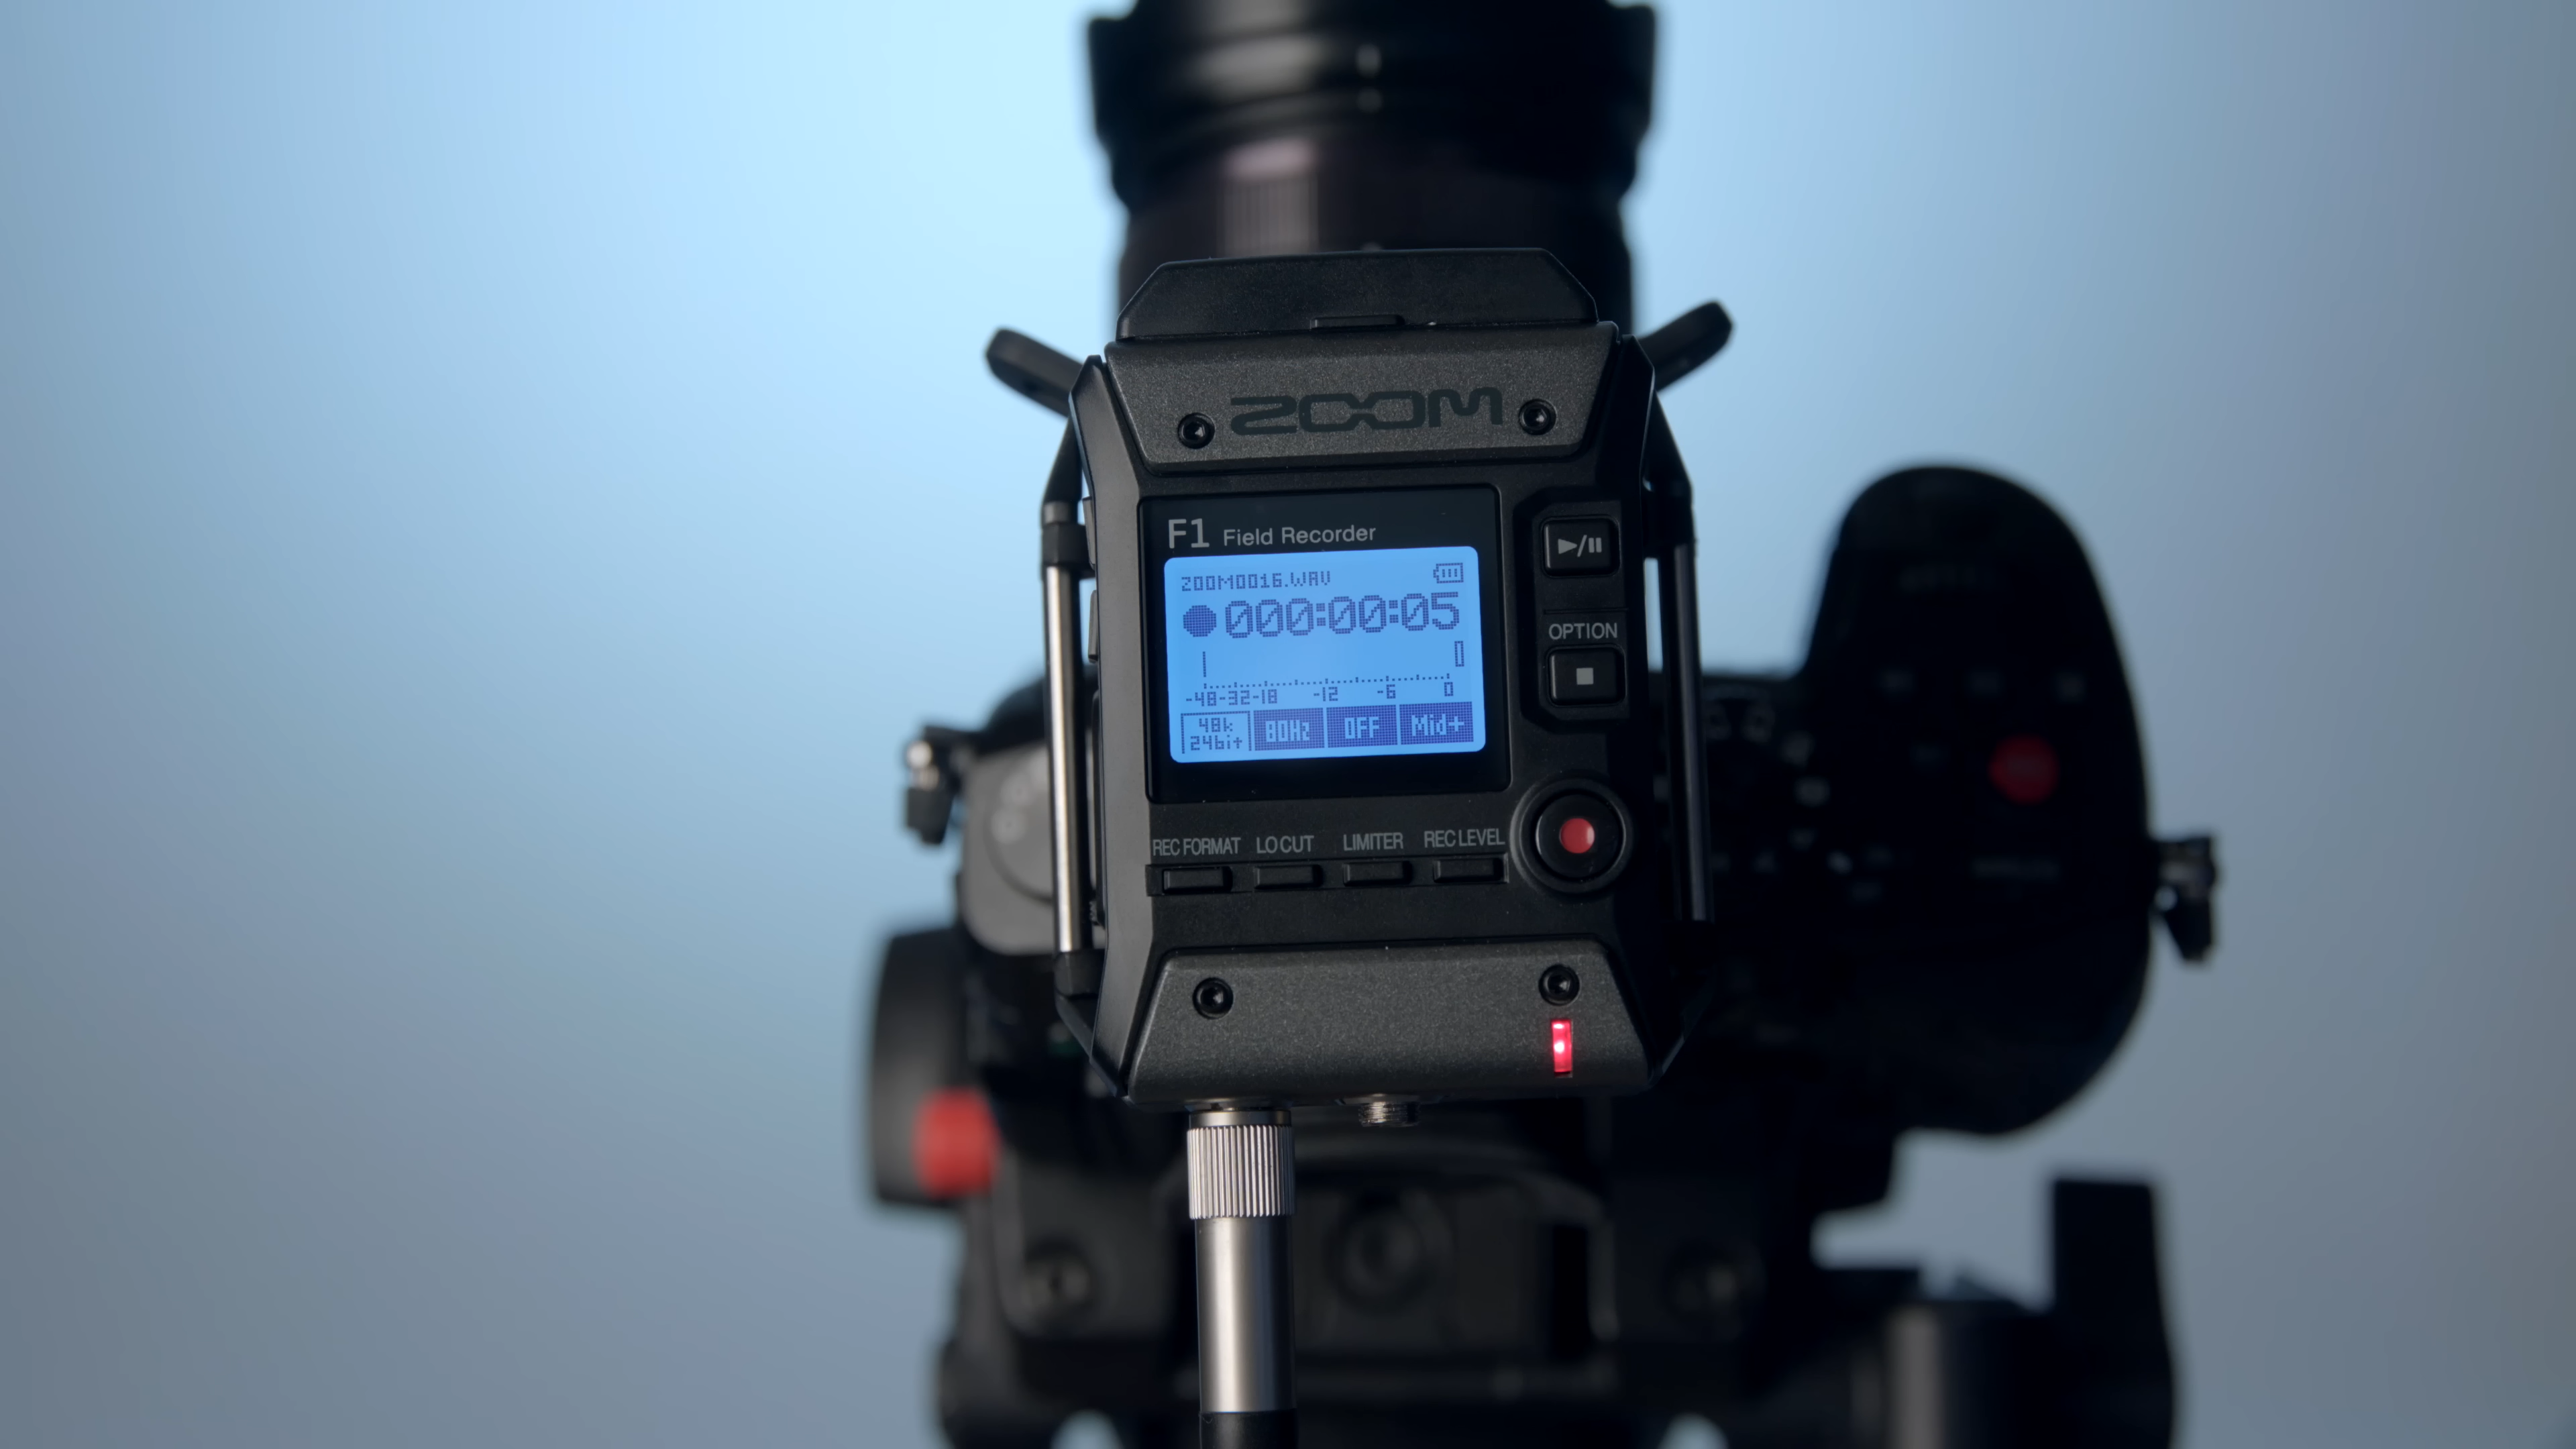 ZOOM
F1 Field Recorder
ZOOM0016.WAV
000:00:05
-48-32-18 -12 -6 0
48k 80Hz OFF Mid+
24bit
OPTION
REC FORMAT LO CUT LIMITER REC LEVEL